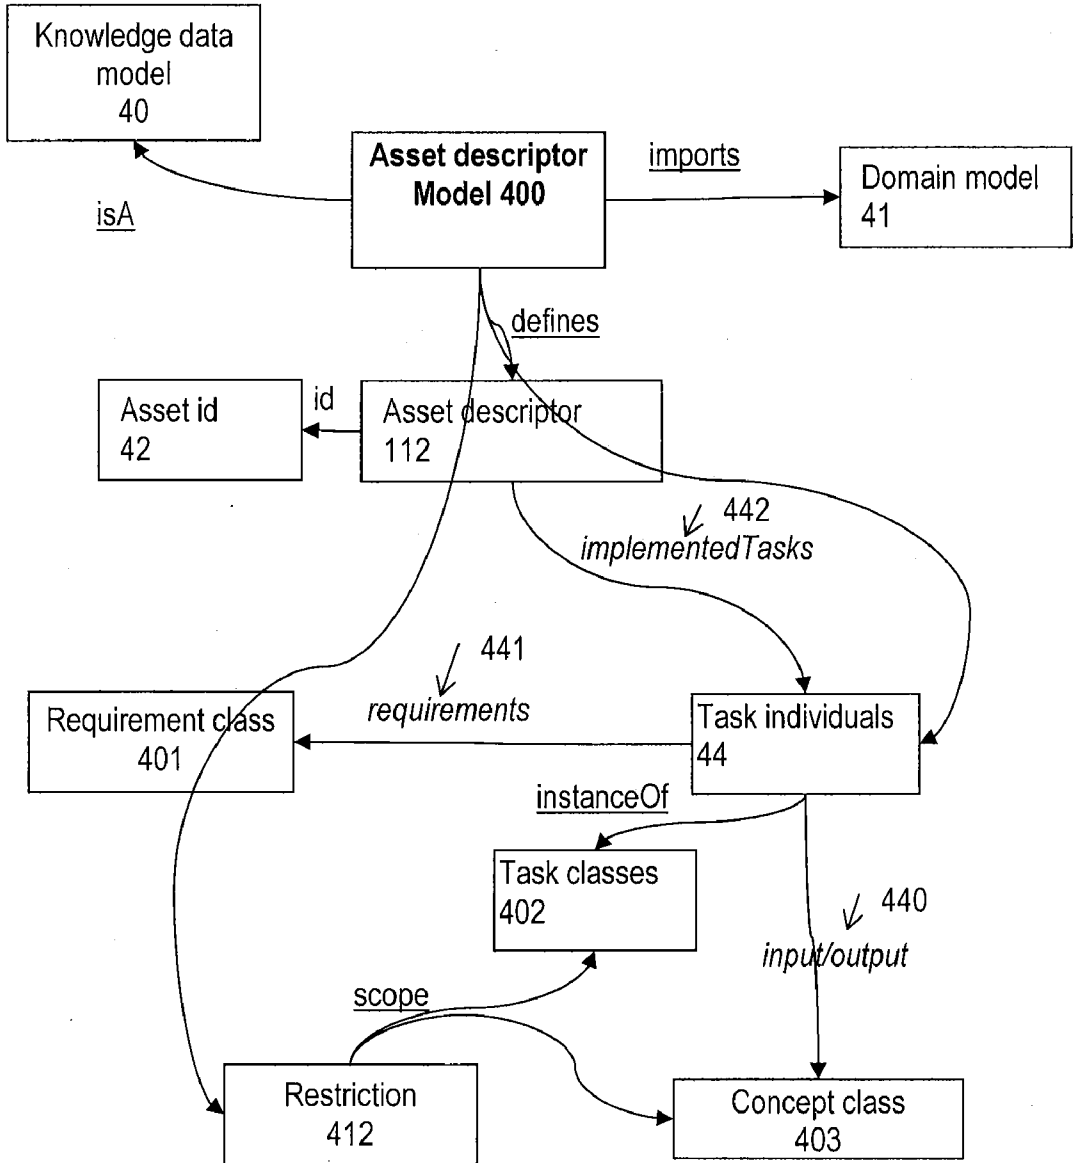 Knowledge data
model
40
Asset descriptor
Model 400
imports
Domain model
41
isA
defines
Asset id
42
id
Asset descriptor
112
442
implementedTasks
441
requirements
Requirement class
401
Task individuals
44
instanceOf
Task classes
402
440
input/output
scope
Restriction
412
Concept class
403